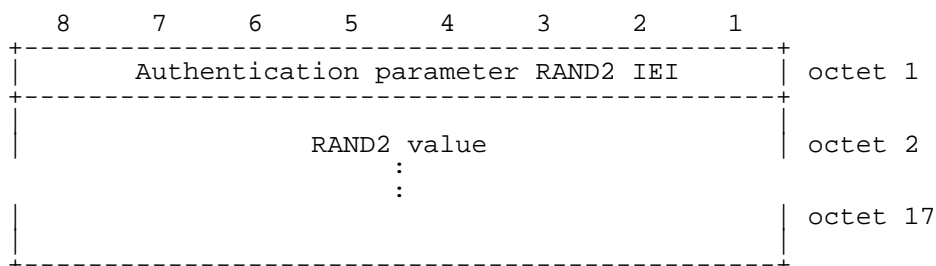 8 7 6 5 4 3 2 1
Authentication parameter RAND2 IEI octet 1
RAND2 value octet 2
:
:
octet 17